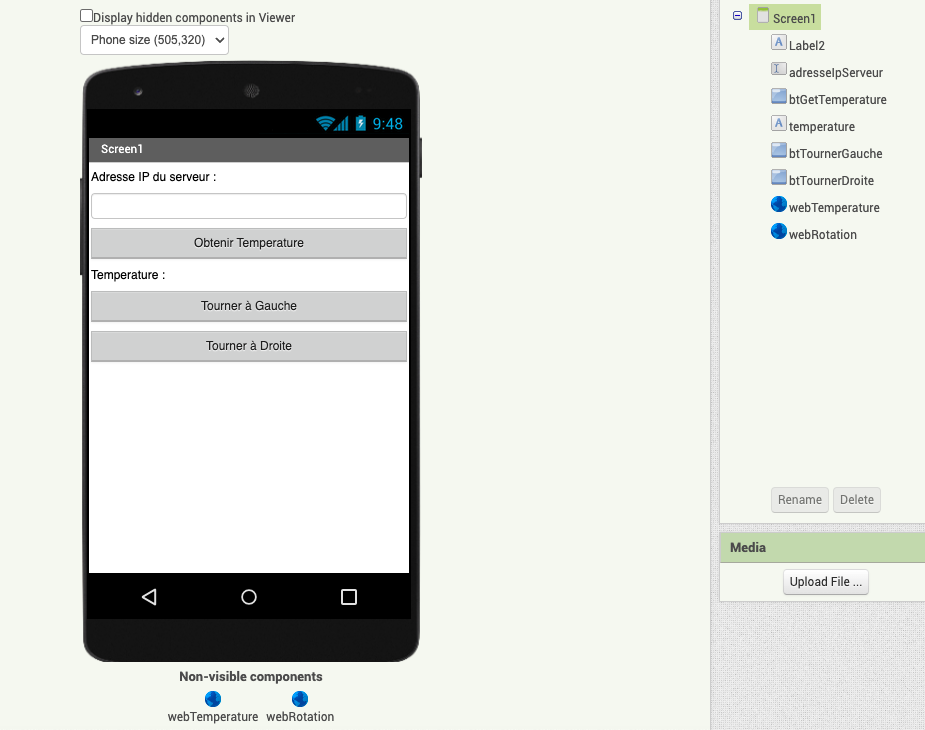 Display hidden components in Viewer
Phone size (505,320)
9:48
Screen1
Adresse IP du serveur :
Obtenir Temperature
Temperature :
Tourner à Gauche
Tourner à Droite
Non-visible components
webTemperature webRotation
Screen1
Label2
adresseIpServeur
btGetTemperature
temperature
btTournerGauche
btTournerDroite
webTemperature
webRotation
Rename Delete
Media
Upload File ...